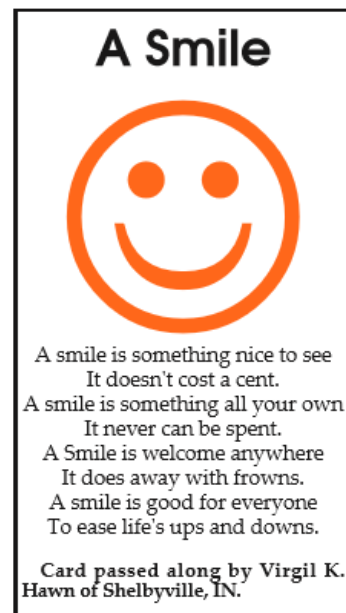 A Smile
A smile is something nice to see
It doesn't cost a cent.
A smile is something all your own
It never can be spent.
A Smile is welcome anywhere
It does away with frowns.
A smile is good for everyone
To ease life's ups and downs.
Card passed along by Virgil K.
Hawn of Shelbyville, IN.